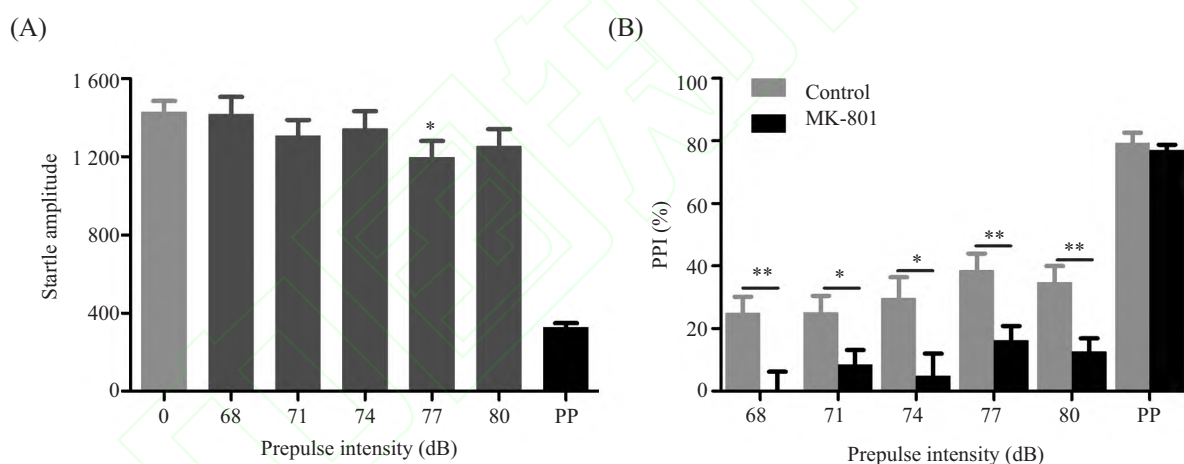 (A)
Startle amplitude
1 600
1 200
800
400
0
*
0 68 71 74 77 80 PP
Prepulse intensity (dB)
(B)
PPI (%)
100
80
60
40
20
0
Control
MK-801
** * * ** **
68 71 74 77 80 PP
Prepulse intensity (dB)